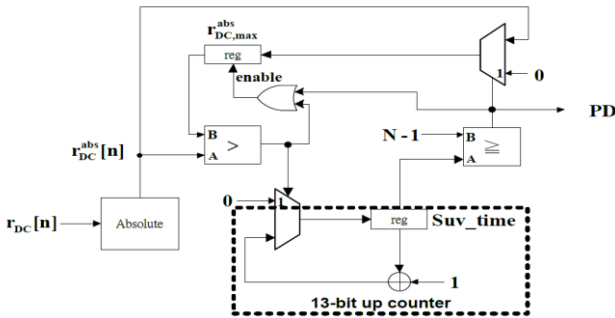 r^abs_DC,max
reg
enable
1
0
PD
B
A
>
r^abs_DC[n]
N - 1
B
A
≧
0
1
r_DC[n]
Absolute
reg
Suv_time
1
13-bit up counter